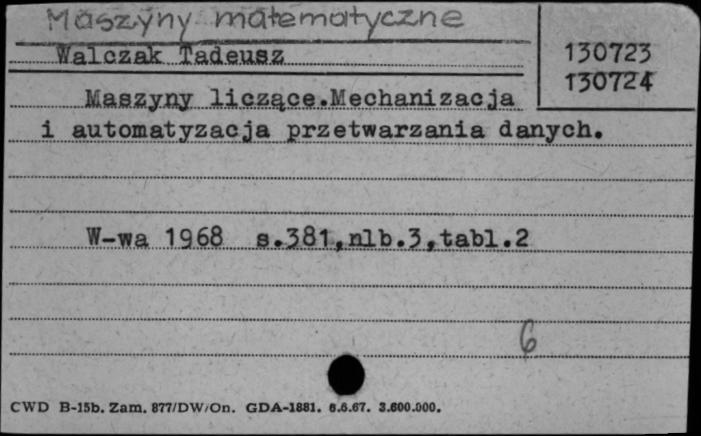 Maszyny matematyczne
Walczak Tadeusz
130723
130724
Maszyny liczące.Mechanizacja
i automatyzacja przetwarzania danych.
W-wa 1968 s.381,nlb.3,tabl.2
6
CWD B-15b. Zam. 877/DW/On. GDA-1881. 6.6.67. 3.600.000.